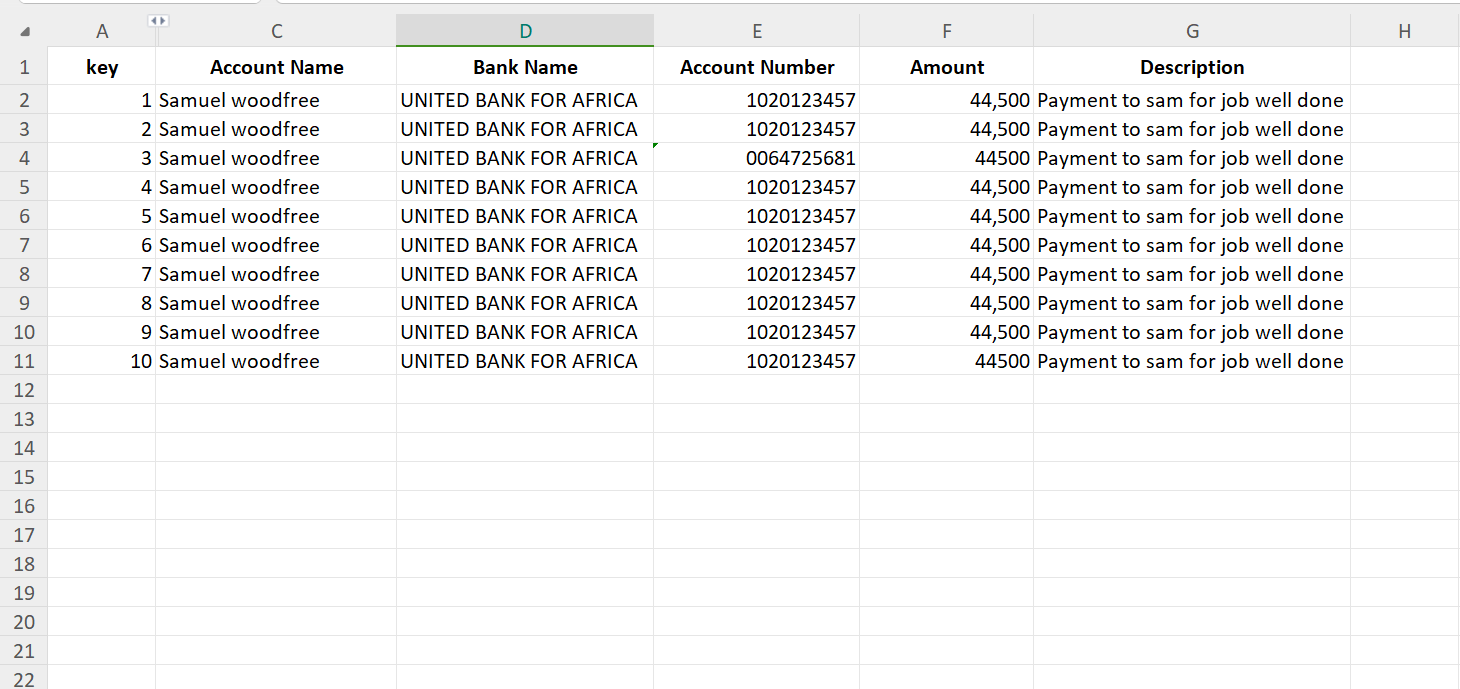 A C D E F G H
1 key Account Name Bank Name Account Number Amount Description
2 1 Samuel woodfree UNITED BANK FOR AFRICA 1020123457 44,500 Payment to sam for job well done
3 2 Samuel woodfree UNITED BANK FOR AFRICA 1020123457 44,500 Payment to sam for job well done
4 3 Samuel woodfree UNITED BANK FOR AFRICA 0064725681 44500 Payment to sam for job well done
5 4 Samuel woodfree UNITED BANK FOR AFRICA 1020123457 44,500 Payment to sam for job well done
6 5 Samuel woodfree UNITED BANK FOR AFRICA 1020123457 44,500 Payment to sam for job well done
7 6 Samuel woodfree UNITED BANK FOR AFRICA 1020123457 44,500 Payment to sam for job well done
8 7 Samuel woodfree UNITED BANK FOR AFRICA 1020123457 44,500 Payment to sam for job well done
9 8 Samuel woodfree UNITED BANK FOR AFRICA 1020123457 44,500 Payment to sam for job well done
10 9 Samuel woodfree UNITED BANK FOR AFRICA 1020123457 44,500 Payment to sam for job well done
11 10 Samuel woodfree UNITED BANK FOR AFRICA 1020123457 44500 Payment to sam for job well done
12
13
14
15
16
17
18
19
20
21
22